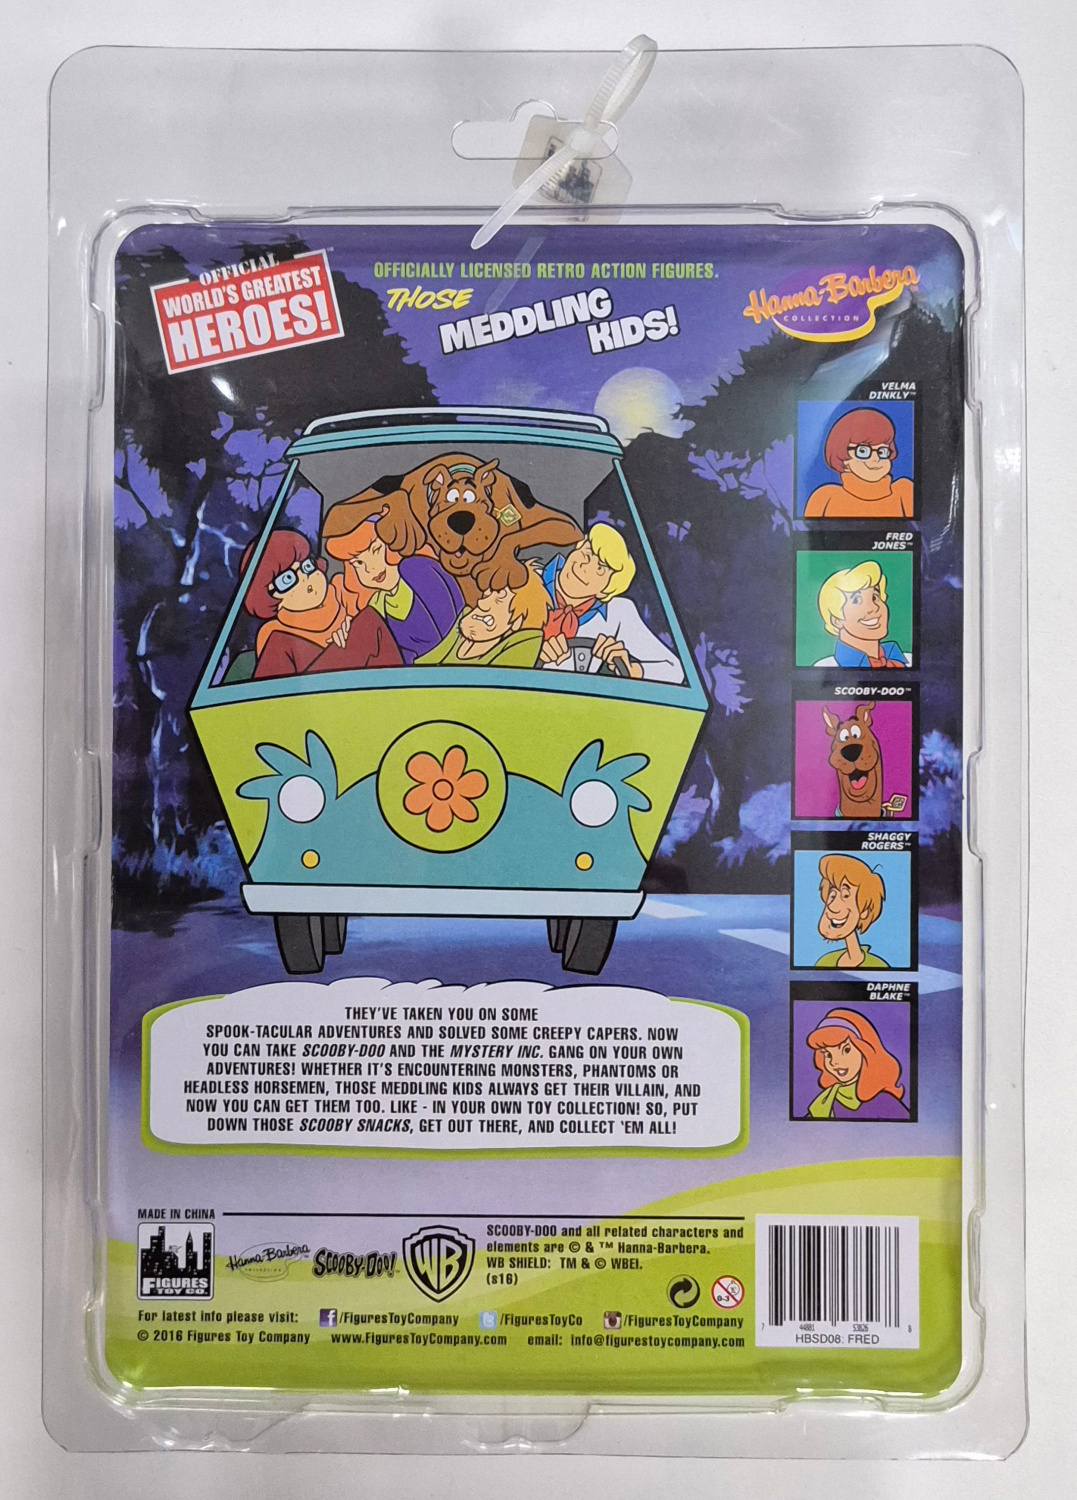 OFFICIAL
WORLD'S GREATEST
HEROES!
OFFICIALLY LICENSED RETRO ACTION FIGURES.
THOSE
MEDDLING
KIDS!
Hanna-Barbera
COLLECTION
VELMA
DINKLY™
FRED
JONES™
SCOOBY-DOO™
SHAGGY
ROGERS™
DAPHNE
BLAKE™
THEY'VE TAKEN YOU ON SOME
SPOOK-TACULAR ADVENTURES AND SOLVED SOME CREEPY CAPERS. NOW
YOU CAN TAKE SCOOBY-DOO AND THE MYSTERY INC. GANG ON YOUR OWN
ADVENTURES! WHETHER IT'S ENCOUNTERING MONSTERS, PHANTOMS OR
HEADLESS HORSEMEN, THOSE MEDDLING KIDS ALWAYS GET THEIR VILLAIN, AND
NOW YOU CAN GET THEM TOO. LIKE - IN YOUR OWN TOY COLLECTION! SO, PUT
DOWN THOSE SCOOBY SNACKS, GET OUT THERE, AND COLLECT 'EM ALL!
MADE IN CHINA
FIGURES
TOY CO.
Hanna-Barbera
COLLECTION
SCOOBY-DOO!
WB
SCOOBY-DOO and all related characters and
elements are © & ™ Hanna-Barbera.
WB SHIELD: TM & © WBEI.
(s16)
0-3
For latest info please visit: f /FiguresToyCompany /FiguresToyCo /FiguresToyCompany
© 2016 Figures Toy Company www.FiguresToyCompany.com email: info@figurestoycompany.com
7 44881 53826 8
HBSD08: FRED